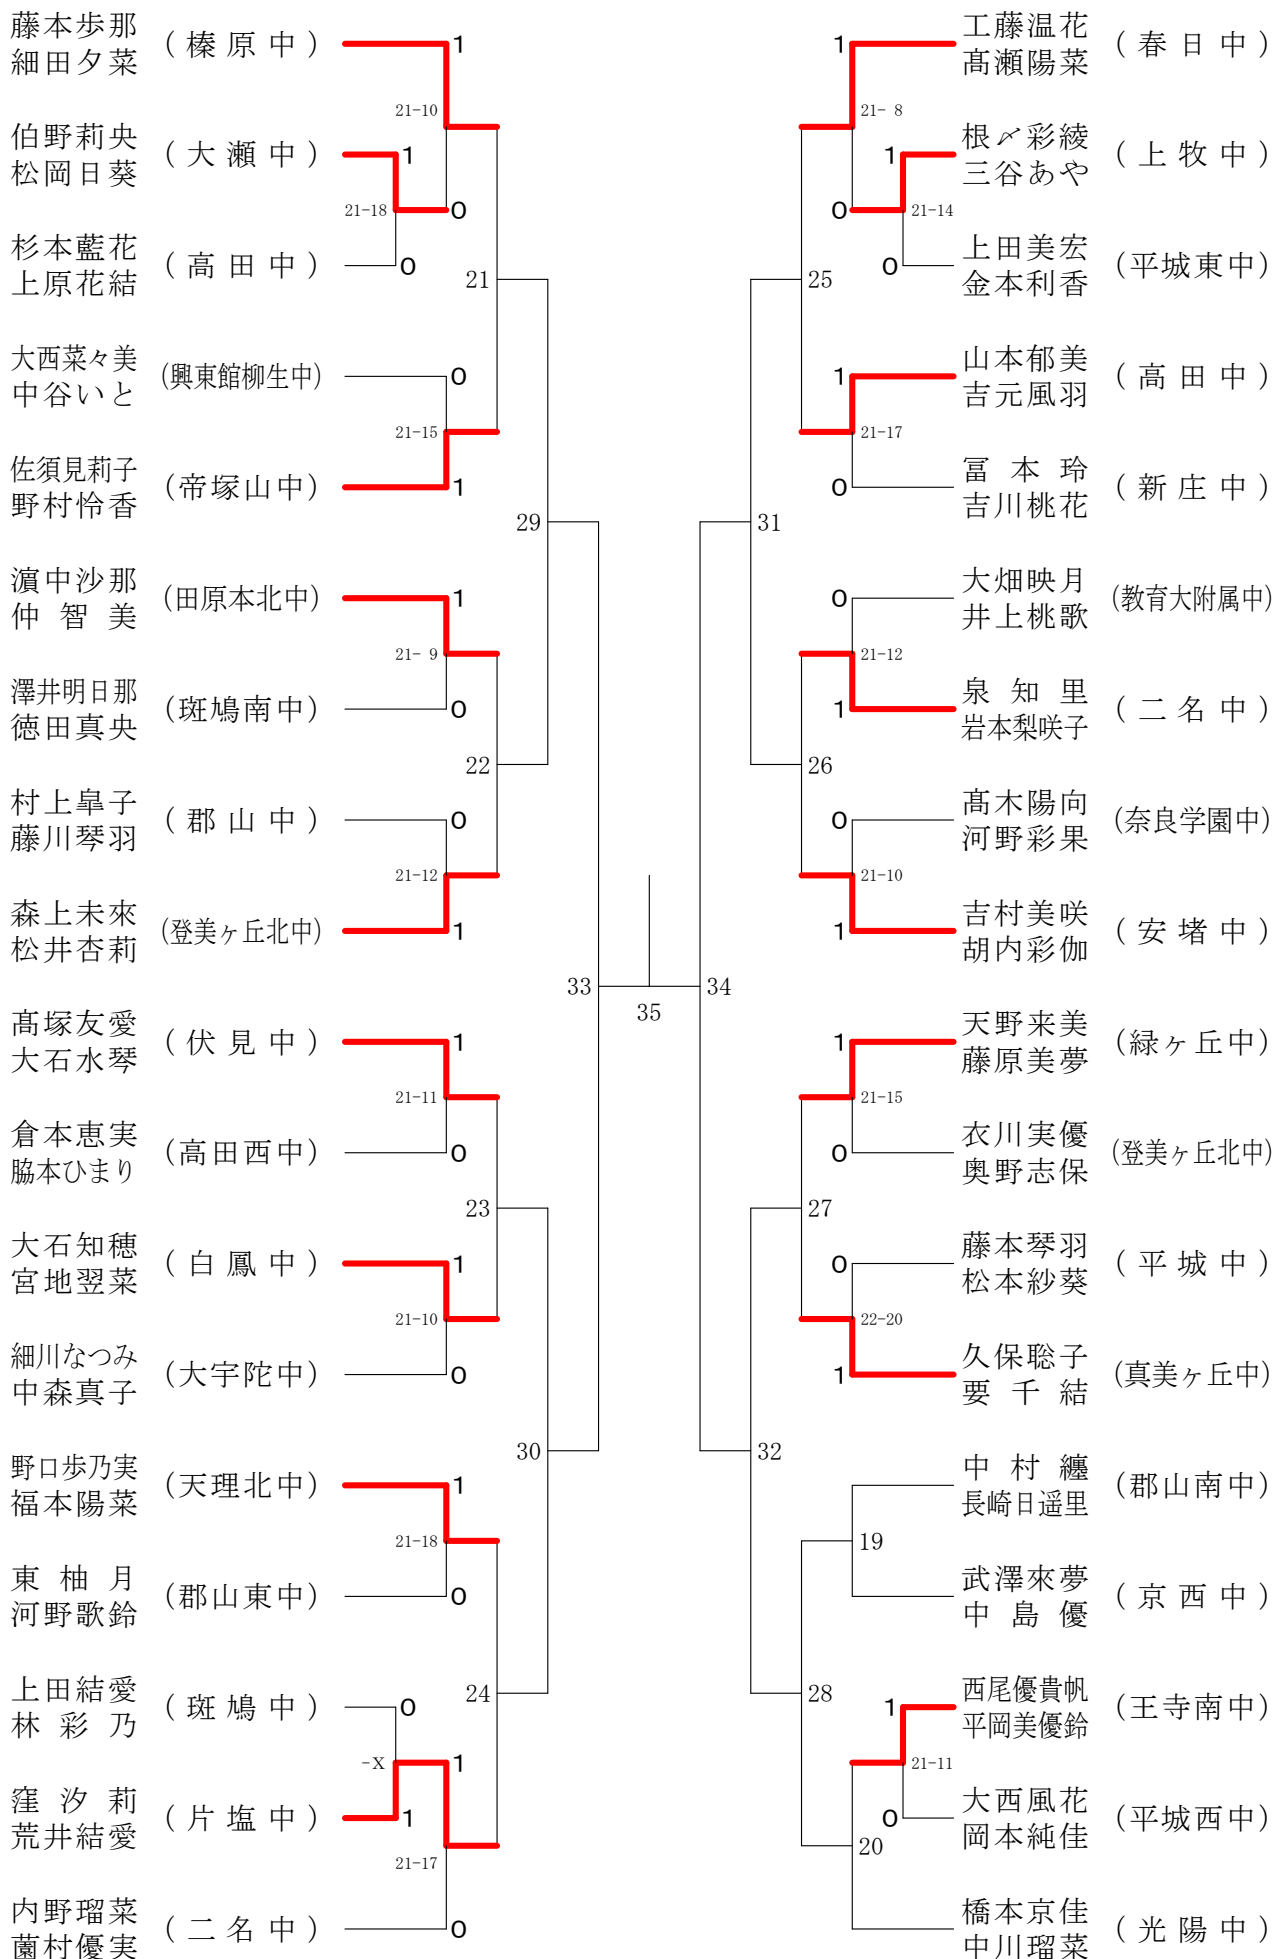 藤本歩那
細田夕菜
(榛原中)
1
21-10
伯野莉央
松岡日葵
(大瀬中)
1
21-18
0
杉本藍花
上原花結
(高田中)
0
21
大西菜々美
中谷いと
(興東館柳生中)
0
21-15
佐須見莉子
野村怜香
(帝塚山中)
1
29
濵中沙那
仲智美
(田原本北中)
1
21- 9
澤井明日那
徳田真央
(斑鳩南中)
0
22
村上皐子
藤川琴羽
(郡山中)
0
21-12
森上未來
松井杏莉
(登美ヶ丘北中)
1
33
髙塚友愛
大石水琴
(伏見中)
1
21-11
倉本恵実
脇本ひまり
(高田西中)
0
23
大石知穂
宮地翌菜
(白鳳中)
1
21-10
細川なつみ
中森真子
(大宇陀中)
0
30
野口歩乃実
福本陽菜
(天理北中)
1
21-18
東柚月
河野歌鈴
(郡山東中)
0
24
上田結愛
林彩乃
(斑鳩中)
0
-X
1
窪汐莉
荒井結愛
(片塩中)
1
21-17
内野瑠菜
薗村優実
(二名中)
0
35
工藤温花
髙瀬陽菜
(春日中)
1
21- 8
根〆彩綾
三谷あや
(上牧中)
1
0
21-14
上田美宏
金本利香
(平城東中)
0
25
山本郁美
吉元風羽
(高田中)
1
21-17
冨本玲
吉川桃花
(新庄中)
0
31
大畑映月
井上桃歌
(教育大附属中)
0
21-12
泉知里
岩本梨咲子
(二名中)
1
26
髙木陽向
河野彩果
(奈良学園中)
0
21-10
吉村美咲
胡内彩伽
(安堵中)
1
34
天野来美
藤原美夢
(緑ヶ丘中)
1
21-15
衣川実優
奥野志保
(登美ヶ丘北中)
0
27
藤本琴羽
松本紗葵
(平城中)
0
22-20
久保聡子
要千結
(真美ヶ丘中)
1
32
中村纏
長崎日遥里
(郡山南中)
19
武澤來夢
中島優
(京西中)
28
西尾優貴帆
平岡美優鈴
(王寺南中)
1
21-11
大西風花
岡本純佳
(平城西中)
0
20
橋本京佳
中川瑠菜
(光陽中)